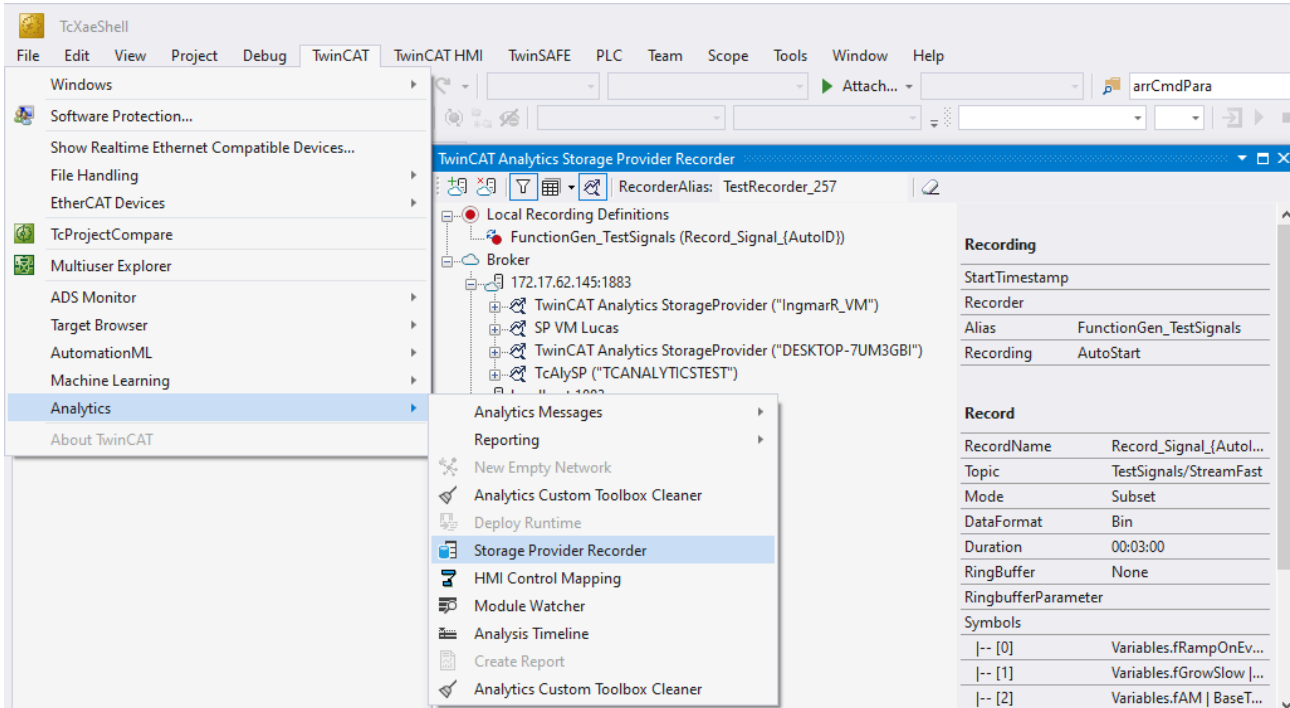 TcXaeShell
File Edit View Project Debug TwinCAT TwinCAT HMI TwinSAFE PLC Team Scope Tools Window Help
Attach...
arrCmdPara
Windows
Software Protection...
Show Realtime Ethernet Compatible Devices...
File Handling
EtherCAT Devices
TcProjectCompare
Multiuser Explorer
ADS Monitor
Target Browser
AutomationML
Machine Learning
Analytics
About TwinCAT
TwinCAT Analytics Storage Provider Recorder
RecorderAlias: TestRecorder_257
Local Recording Definitions
FunctionGen_TestSignals (Record_Signal_{AutoID})
Broker
172.17.62.145:1883
TwinCAT Analytics StorageProvider ("IngmarR_VM")
SP VM Lucas
TwinCAT Analytics StorageProvider ("DESKTOP-7UM3GBI")
TcAlySP ("TCANALYTICSTEST")
Analytics Messages
Reporting
New Empty Network
Analytics Custom Toolbox Cleaner
Deploy Runtime
Storage Provider Recorder
HMI Control Mapping
Module Watcher
Analysis Timeline
Create Report
Analytics Custom Toolbox Cleaner
Recording
StartTimestamp
Recorder
Alias FunctionGen_TestSignals
Recording AutoStart
Record
RecordName Record_Signal_{AutoI...
Topic TestSignals/StreamFast
Mode Subset
DataFormat Bin
Duration 00:03:00
RingBuffer None
RingbufferParameter
Symbols
|-- [0] Variables.fRampOnEv...
|-- [1] Variables.fGrowSlow |...
|-- [2] Variables.fAM | BaseT...